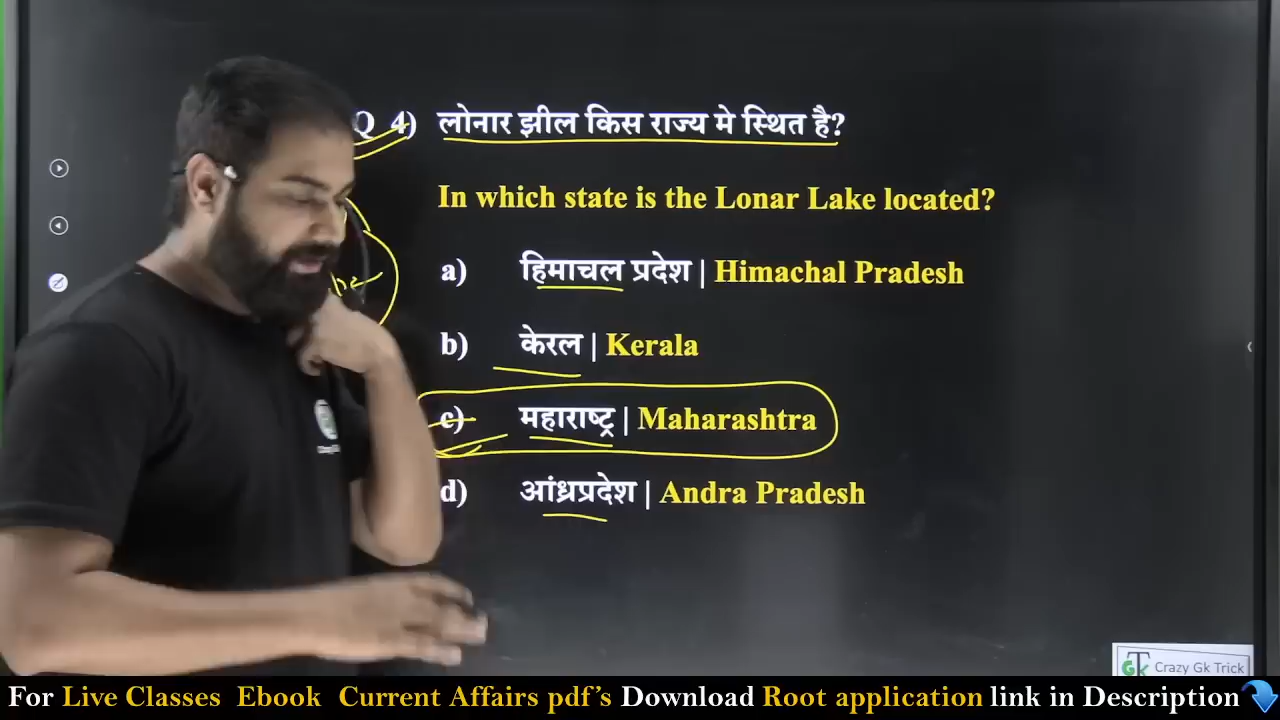 Q 4) लोनार झील किस राज्य मे स्थित है?
In which state is the Lonar Lake located?
a) हिमाचल प्रदेश | Himachal Pradesh
b) केरल | Kerala
c) महाराष्ट्र | Maharashtra
d) आंध्रप्रदेश | Andra Pradesh
Crazy Gk Trick
For Live Classes Ebook Current Affairs pdf's Download Root application link in Description